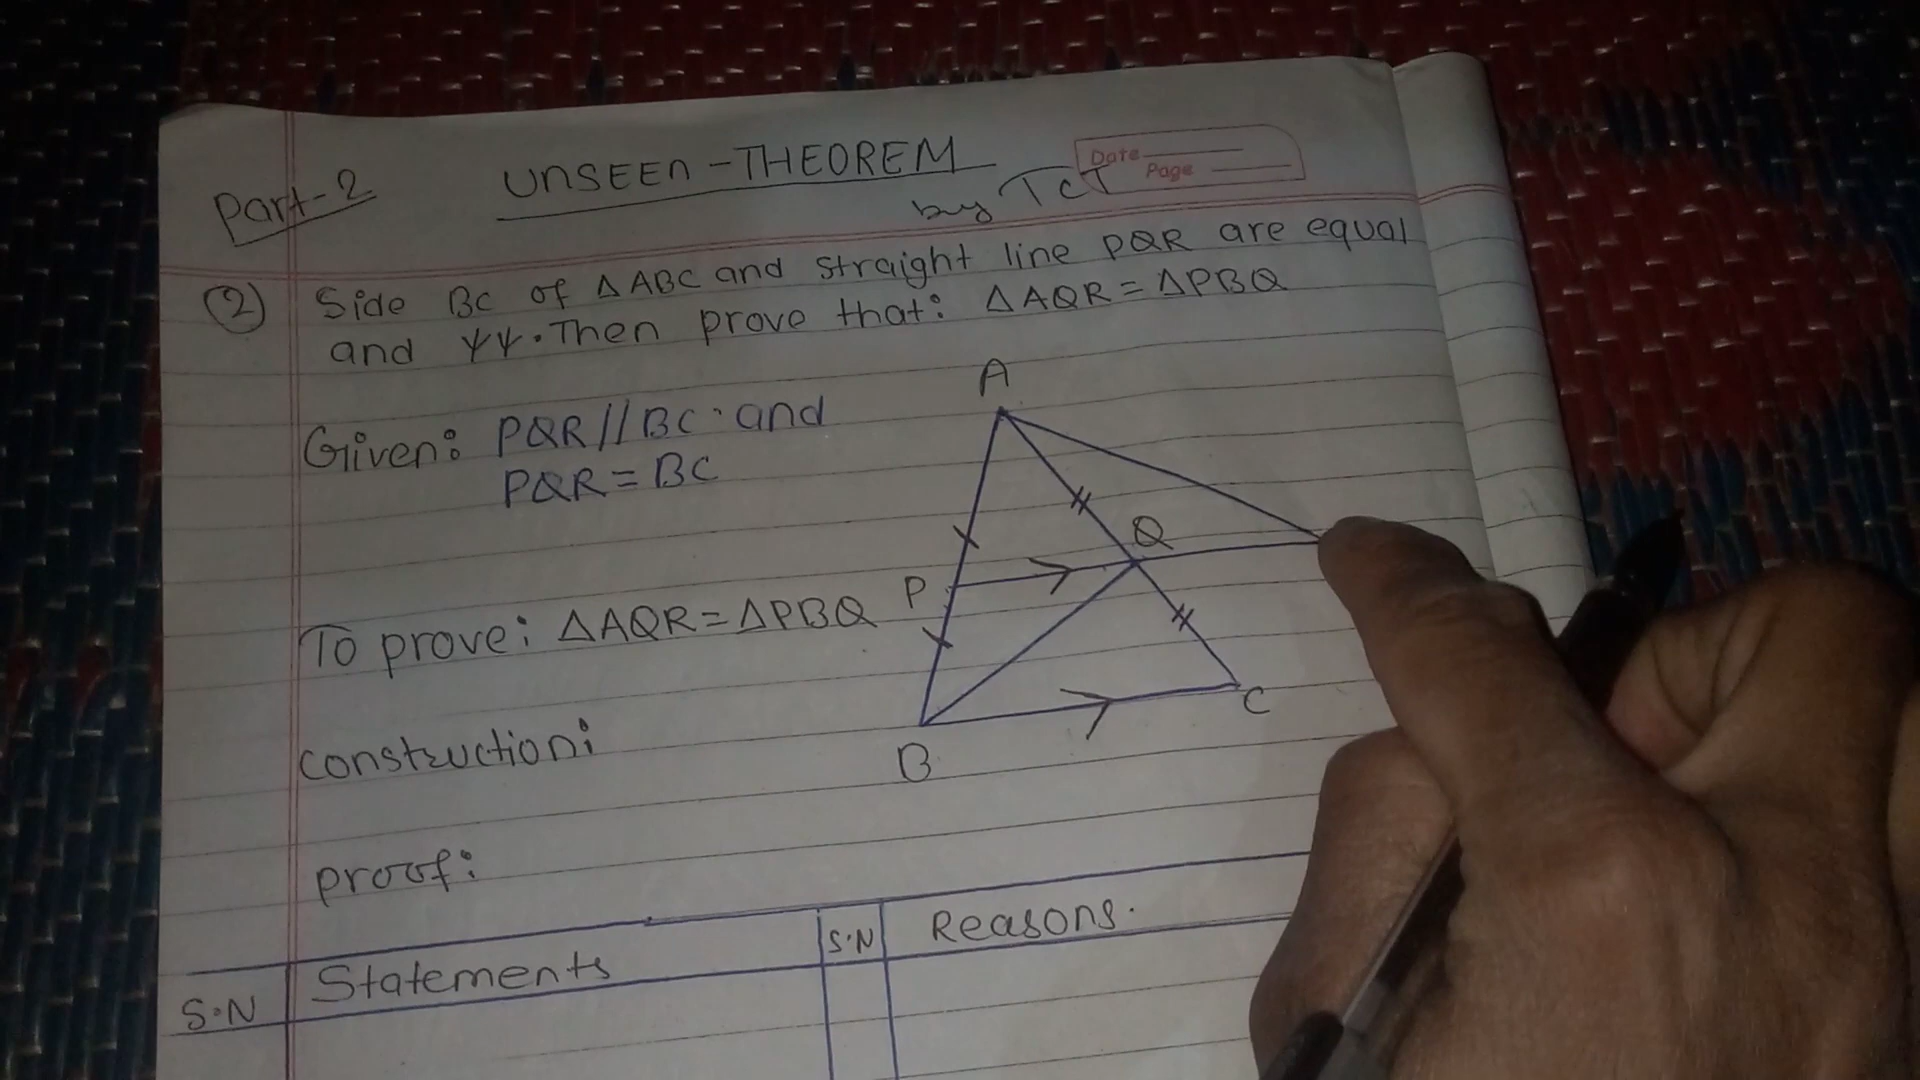 Part-2
UNSEEN-THEOREM
by TCT
Date
Page
② Side BC of ΔABC and straight line PQR are equal
and ⑊⑊. Then prove that: ΔAQR = ΔPBQ
Given: PQR//BC and
PQR = BC
To prove: ΔAQR = ΔPBQ
construction:
proof:
A
Q
P
C
B
S.N Statements S.N Reasons.